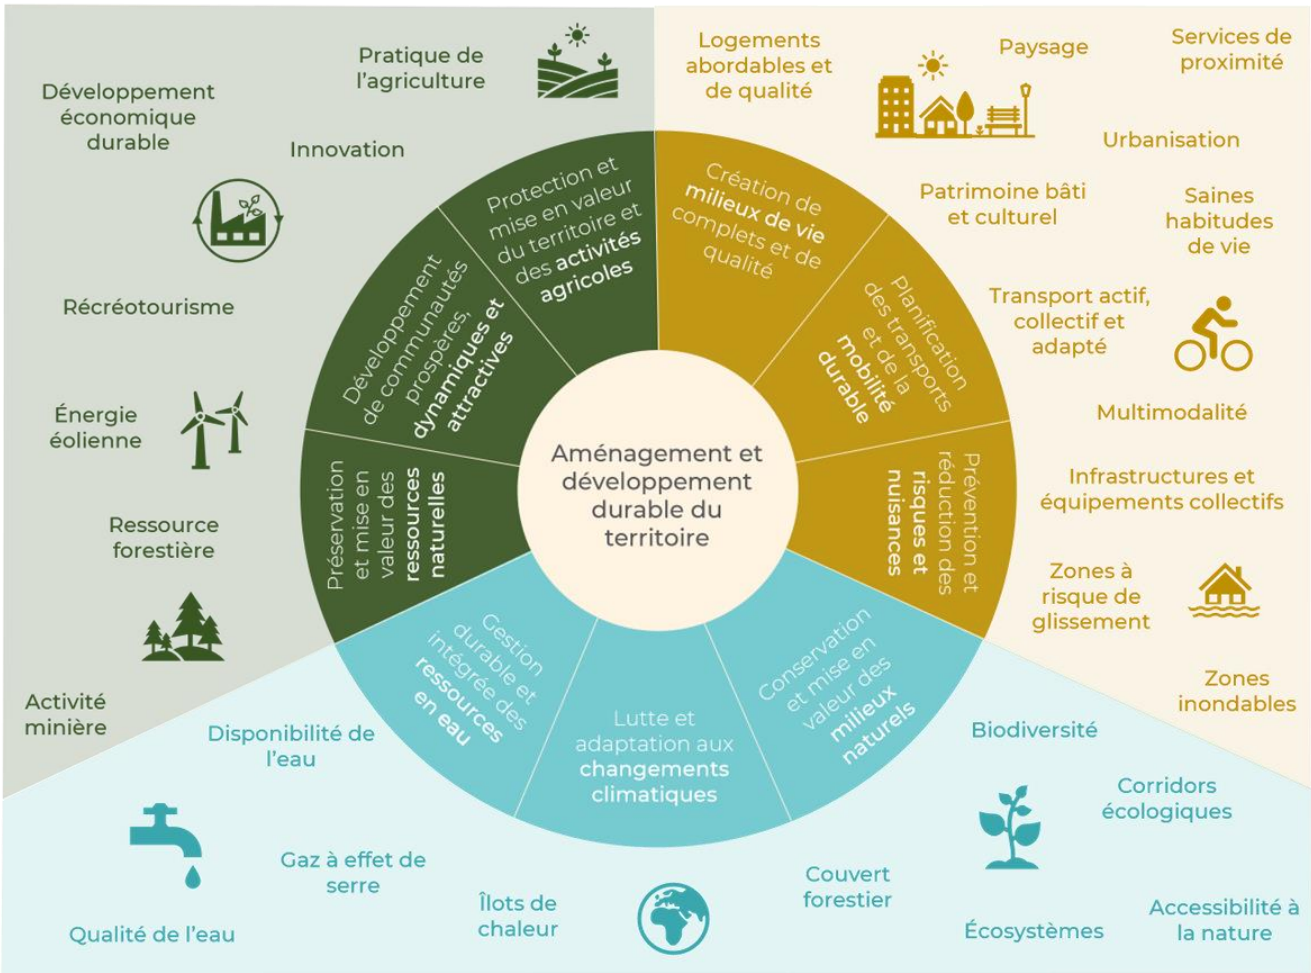 Pratique de
l'agriculture
Développement
économique
durable
Innovation
Récréotourisme
Énergie
éolienne
Ressource
forestière
Activité
minière
Logements
abordables et
de qualité
Paysage
Services de
proximité
Urbanisation
Patrimoine bâti
et culturel
Saines
habitudes
de vie
Transport actif,
collectif et
adapté
Multimodalité
Infrastructures et
équipements collectifs
Zones à
risque de
glissement
Zones
inondables
Protection et
mise en valeur
du territoire et
des activités
agricoles
Création de
milieux de vie
complets et de
qualité
Développement
de communautés
prospères,
dynamiques et
attractives
Planification
des transports
et de la
mobilité
durable
Préservation
et mise en
valeur des
ressources
naturelles
Aménagement et
développement
durable du
territoire
Prévention et
réduction des
risques et
nuisances
Gestion
durable et
intégrée des
ressources
en eau
Lutte et
adaptation aux
changements
climatiques
Conservation
et mise en
valeur des
milieux
naturels
Disponibilité de
l'eau
Qualité de l'eau
Gaz à effet de
serre
Îlots de
chaleur
Couvert
forestier
Biodiversité
Corridors
écologiques
Écosystèmes
Accessibilité à
la nature